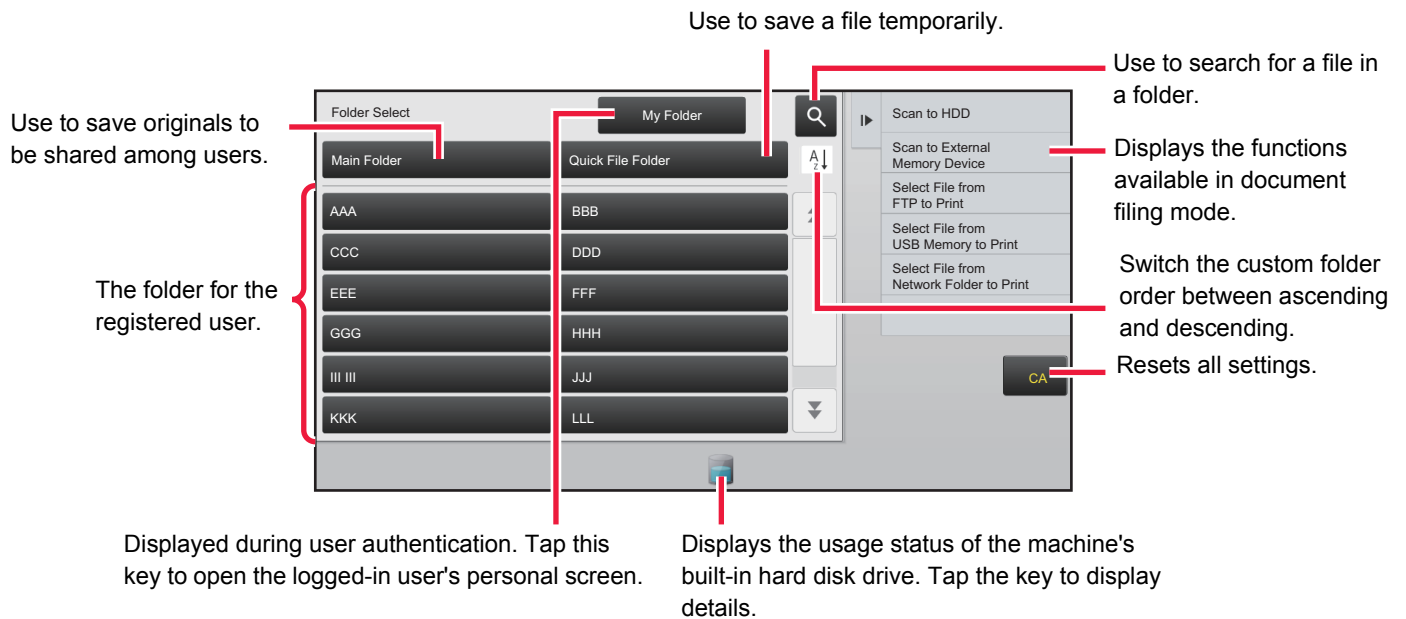 Use to save a file temporarily.
Use to search for a file in
a folder.
Use to save originals to
be shared among users.
Folder Select
My Folder
Main Folder
Quick File Folder
A
z
AAA
BBB
CCC
DDD
EEE
FFF
GGG
HHH
III III
JJJ
KKK
LLL
Scan to HDD
Scan to External
Memory Device
Select File from
FTP to Print
Select File from
USB Memory to Print
Select File from
Network Folder to Print
CA
Displays the functions
available in document
filing mode.
The folder for the
registered user.
Switch the custom folder
order between ascending
and descending.
Resets all settings.
Displayed during user authentication. Tap this
key to open the logged-in user's personal screen.
Displays the usage status of the machine's
built-in hard disk drive. Tap the key to display
details.